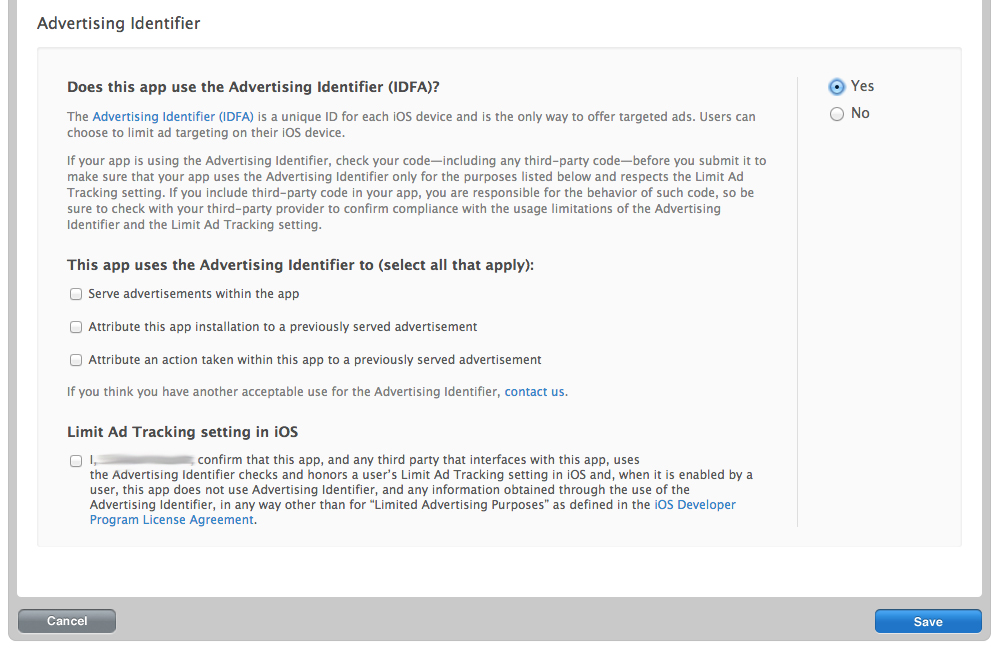 Advertising Identifier
Does this app use the Advertising Identifier (IDFA)?
Yes
No
The Advertising Identifier (IDFA) is a unique ID for each iOS device and is the only way to offer targeted ads. Users can
choose to limit ad targeting on their iOS device.
If your app is using the Advertising Identifier, check your code—including any third-party code—before you submit it to
make sure that your app uses the Advertising Identifier only for the purposes listed below and respects the Limit Ad
Tracking setting. If you include third-party code in your app, you are responsible for the behavior of such code, so be
sure to check with your third-party provider to confirm compliance with the usage limitations of the Advertising
Identifier and the Limit Ad Tracking setting.
This app uses the Advertising Identifier to (select all that apply):
Serve advertisements within the app
Attribute this app installation to a previously served advertisement
Attribute an action taken within this app to a previously served advertisement
If you think you have another acceptable use for the Advertising Identifier, contact us.
Limit Ad Tracking setting in iOS
I, confirm that this app, and any third party that interfaces with this app, uses
the Advertising Identifier checks and honors a user's Limit Ad Tracking setting in iOS and, when it is enabled by a
user, this app does not use Advertising Identifier, and any information obtained through the use of the
Advertising Identifier, in any way other than for “Limited Advertising Purposes” as defined in the iOS Developer
Program License Agreement.
Cancel
Save